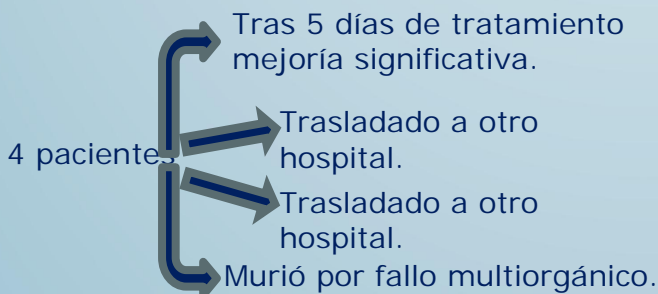 Tras 5 días de tratamiento
mejoría significativa.
Trasladado a otro
hospital.
4 pacientes
Trasladado a otro
hospital.
Murió por fallo multiorgánico.